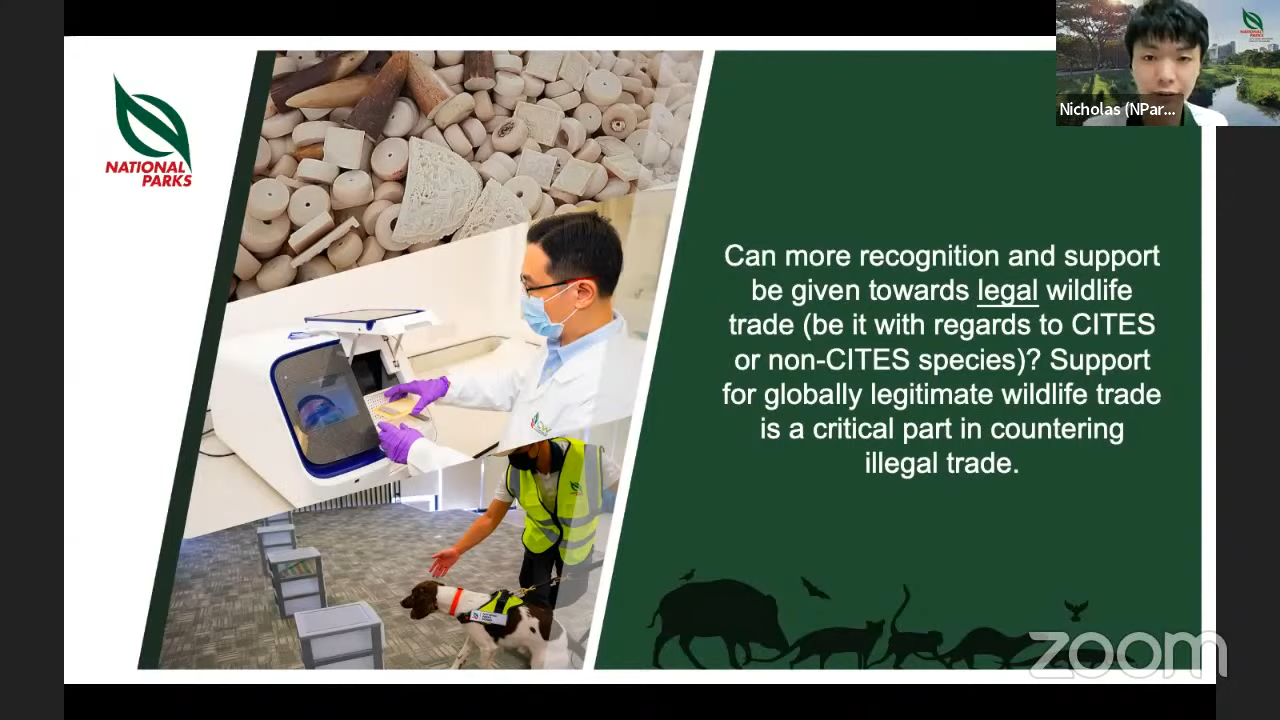 NATIONAL
PARKS
Can more recognition and support
be given towards legal wildlife
trade (be it with regards to CITES
or non-CITES species)? Support
for globally legitimate wildlife trade
is a critical part in countering
illegal trade.
Nicholas (NPar...
NATIONAL
PARKS
zoom